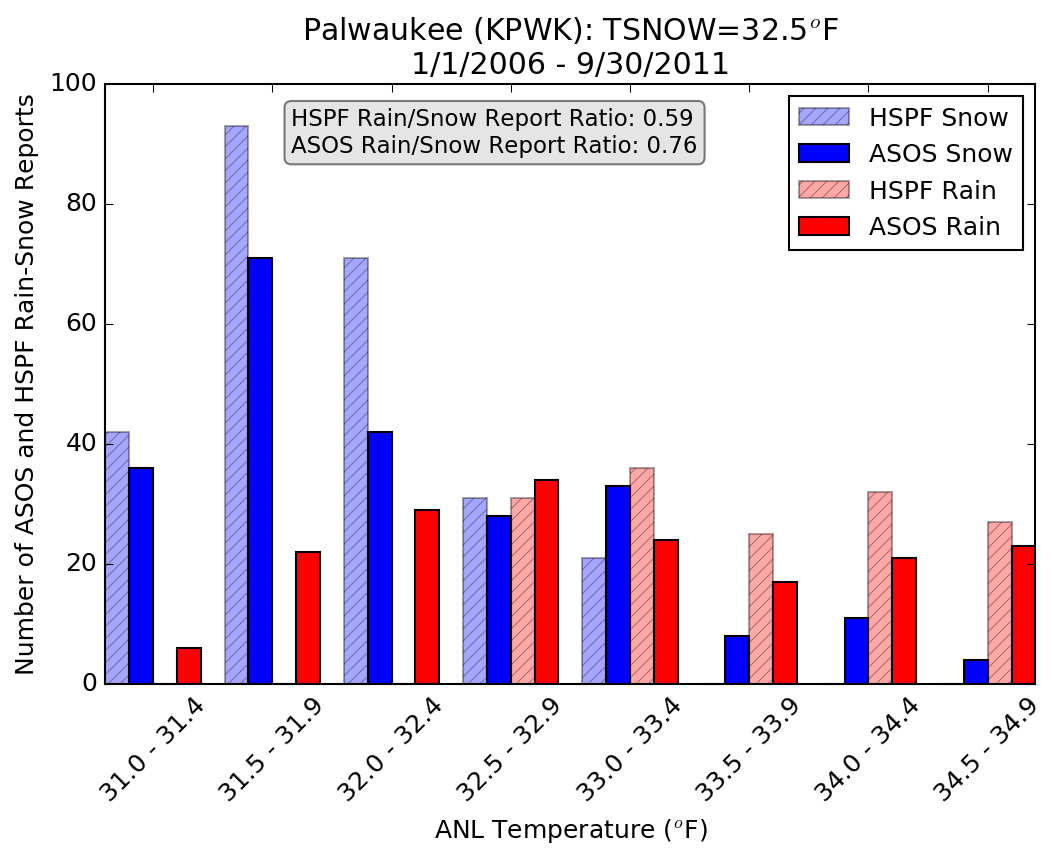 Palwaukee (KPWK): TSNOW=32.5°F
1/1/2006 - 9/30/2011
HSPF Rain/Snow Report Ratio: 0.59
ASOS Rain/Snow Report Ratio: 0.76
HSPF Snow
ASOS Snow
HSPF Rain
ASOS Rain
Number of ASOS and HSPF Rain-Snow Reports
100
80
60
40
20
0
31.0 - 31.4
31.5 - 31.9
32.0 - 32.4
32.5 - 32.9
33.0 - 33.4
33.5 - 33.9
34.0 - 34.4
34.5 - 34.9
ANL Temperature (°F)